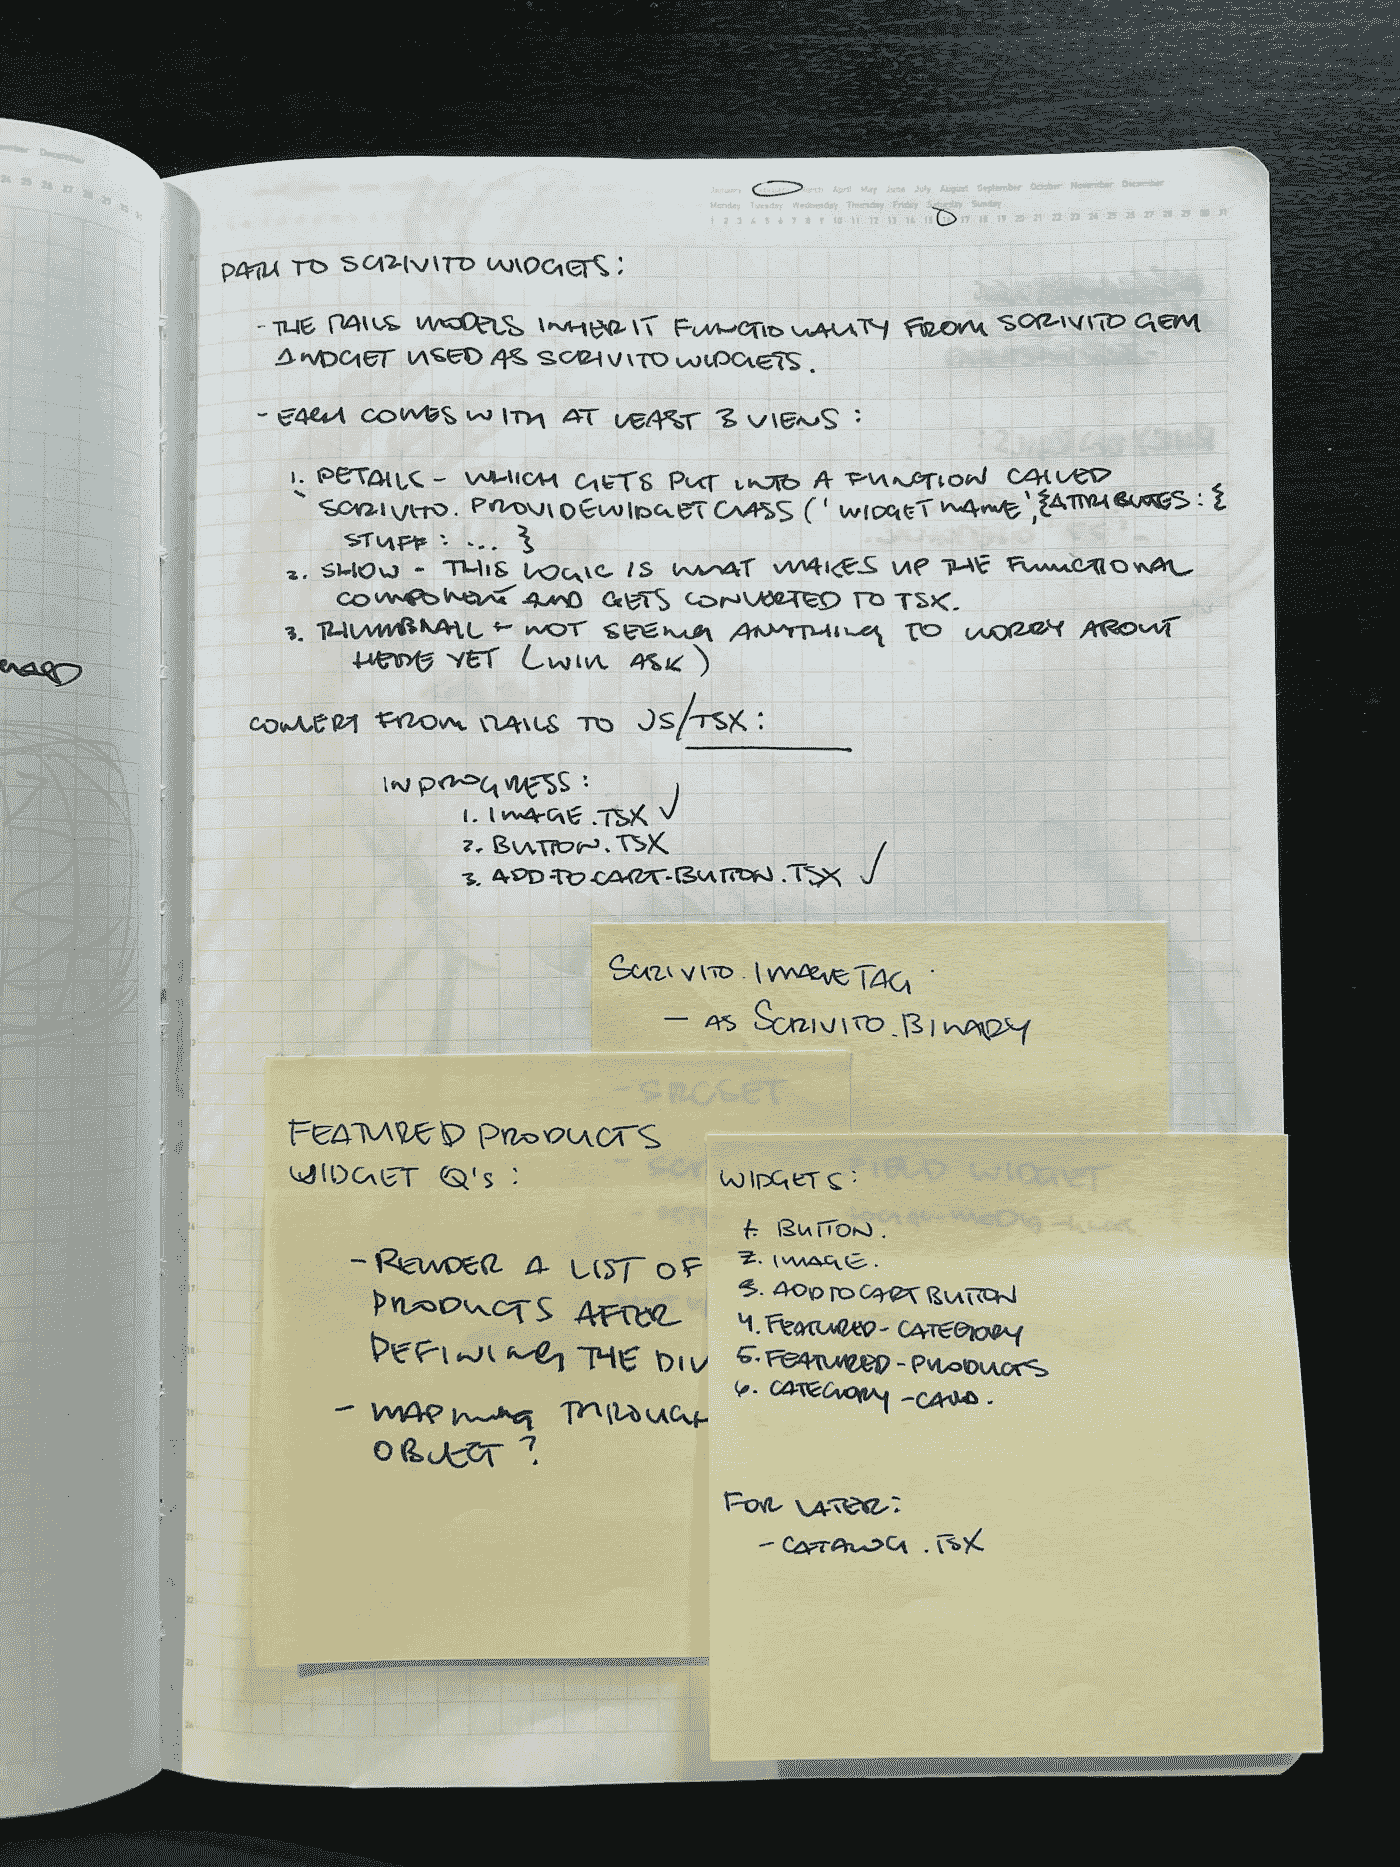 December
24 25 26 27 28 29 30 31
January March April May June July August September October November December
Monday Tuesday Wednesday Thursday Friday Saturday Sunday
1 2 3 4 5 6 7 8 9 10 11 12 13 14 15 16 17 18 19 20 21 22 23 24 25 26 27 28 29 30 31
PATH TO SCRIVITO WIDGETS:
- THE RAILS MODELS INHERIT FUNCTIONALITY FROM SCRIVITO GEM
AND GET USED AS SCRIVITO WIDGETS.
- EACH COMES WITH AT LEAST 3 VIEWS:
1. DETAILS - WHICH GETS PUT INTO A FUNCTION CALLED
`SCRIVITO.PROVIDEWIDGETCLASS('WIDGETNAME',{ATTRIBUTES:{
STUFF: ... }
2. SHOW - THIS LOGIC IS WHAT MAKES UP THE FUNCTIONAL
COMPONENT AND GETS CONVERTED TO TSX.
3. THUMBNAIL - NOT SEEING ANYTHING TO WORRY ABOUT
HERE YET (WILL ASK)
CONVERT FROM RAILS TO JS/TSX:
IN PROGRESS:
1. IMAGE.TSX ✓
2. BUTTON.TSX
3. ADD-TO-CART-BUTTON.TSX ✓
SCRIVITO.IMAGETAG
- AS SCRIVITO.BINARY
- SRCSET
FIELD WIDGET
FEATURED PRODUCTS
WIDGET Q's:
- RENDER A LIST OF
PRODUCTS AFTER
DEFINING THE DIV
- MAPPING THROUGH
OBJECT?
WIDGETS:
1. BUTTON.
2. IMAGE.
3. ADD TO CART BUTTON
4. FEATURED-CATEGORY
5. FEATURED-PRODUCTS
6. CATEGORY-CARD.
FOR LATER:
- CATALOG.TSX